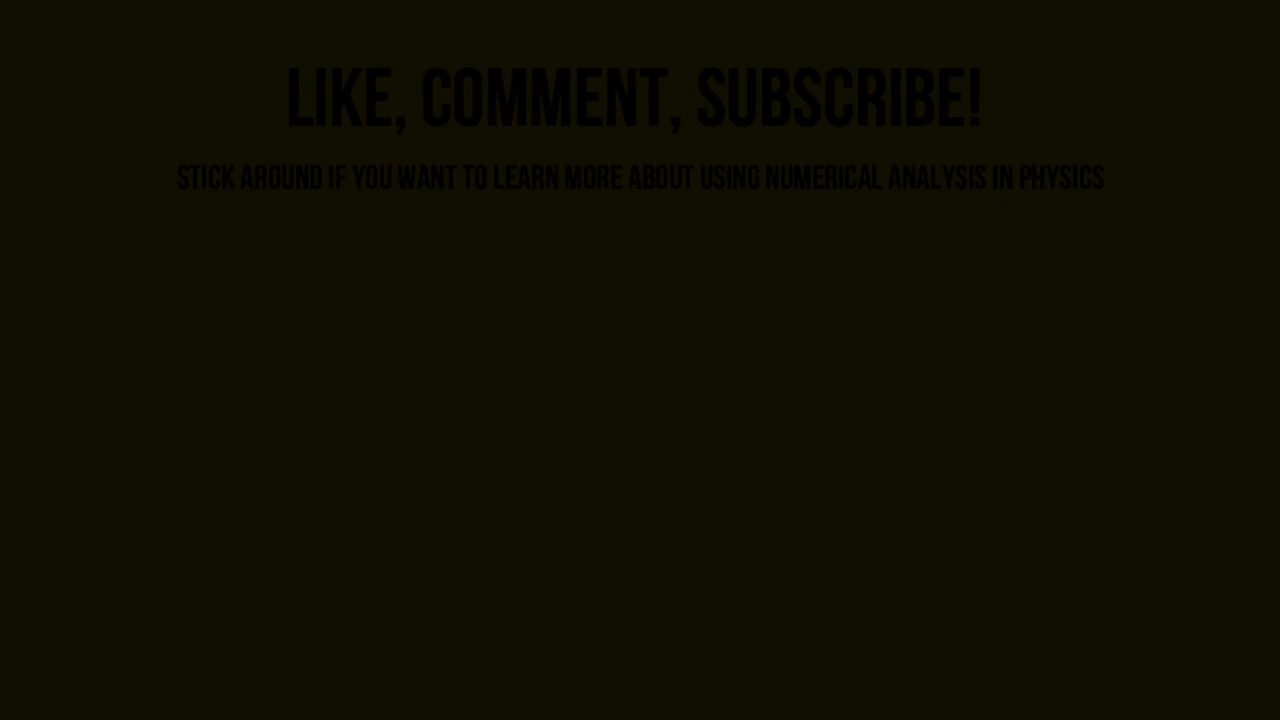 LIKE, COMMENT, SUBSCRIBE!
STICK AROUND IF YOU WANT TO LEARN MORE ABOUT USING NUMERICAL ANALYSIS IN PHYSICS